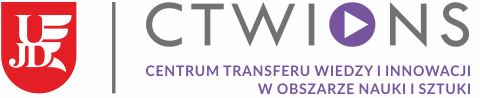 UJD
CTWIONS
CENTRUM TRANSFERU WIEDZY I INNOWACJI
W OBSZARZE NAUKI I SZTUKI